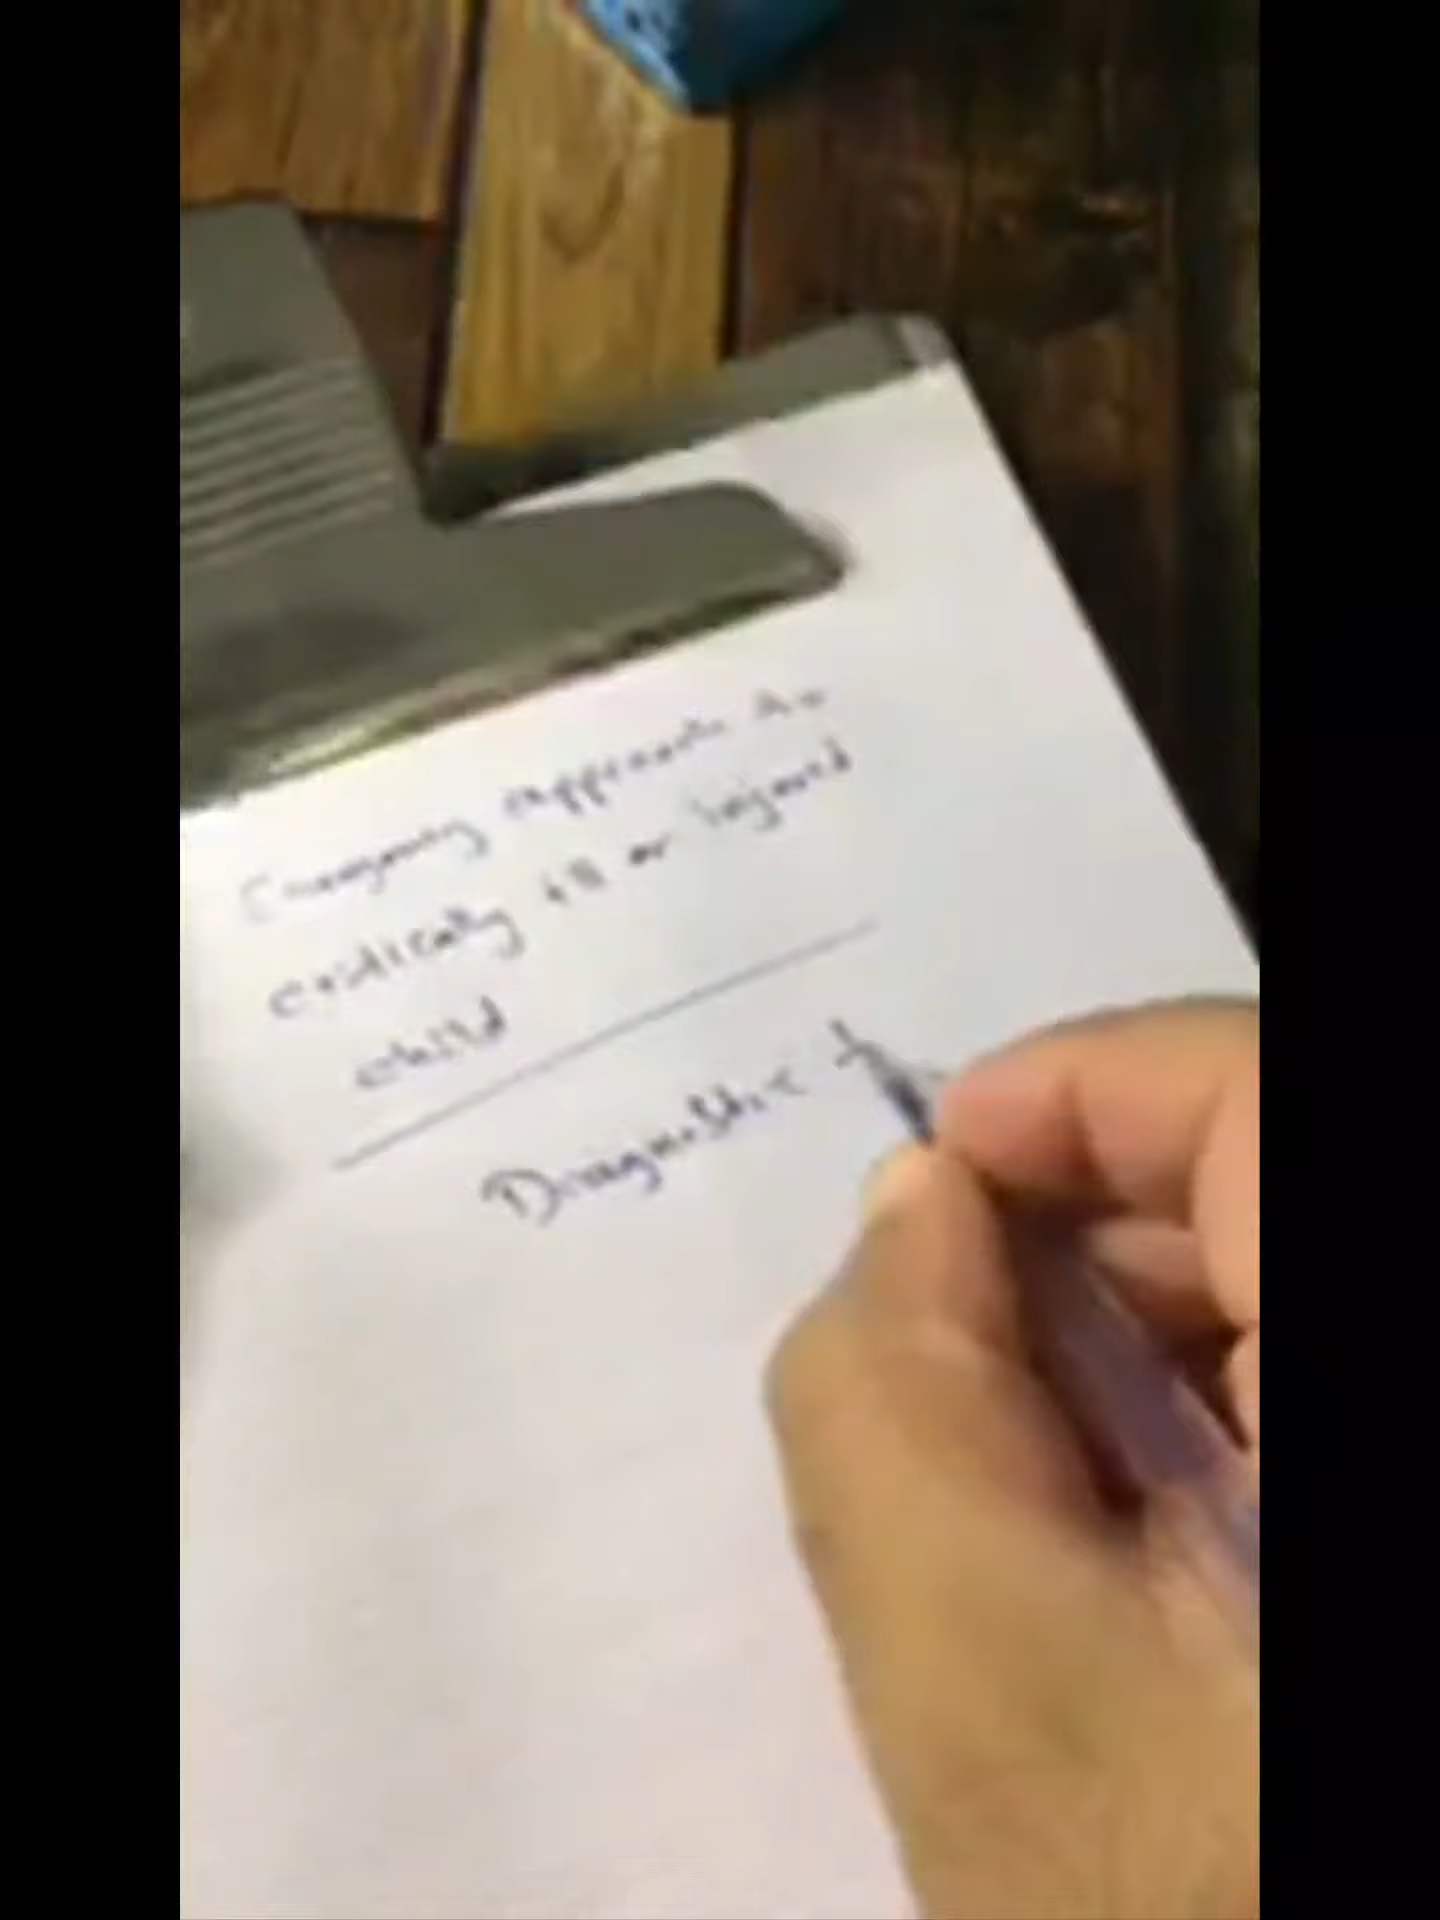 Emergency approach to
critically ill or injured
child
Diagnostic